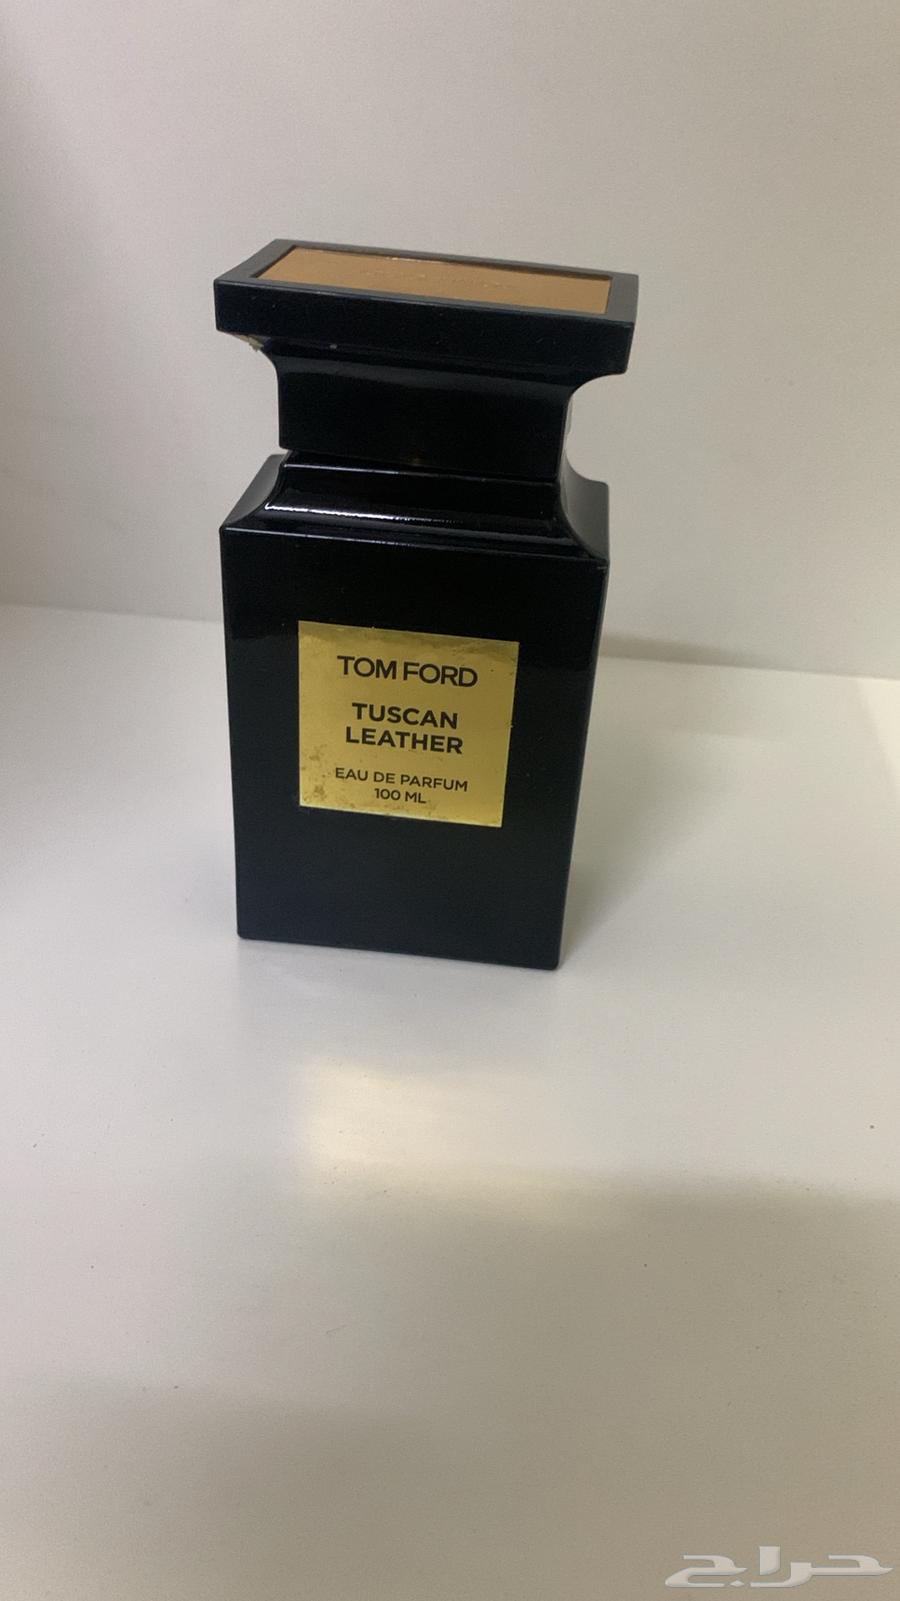 TOM FORD
TUSCAN
LEATHER
EAU DE PARFUM
100 ML
حراج